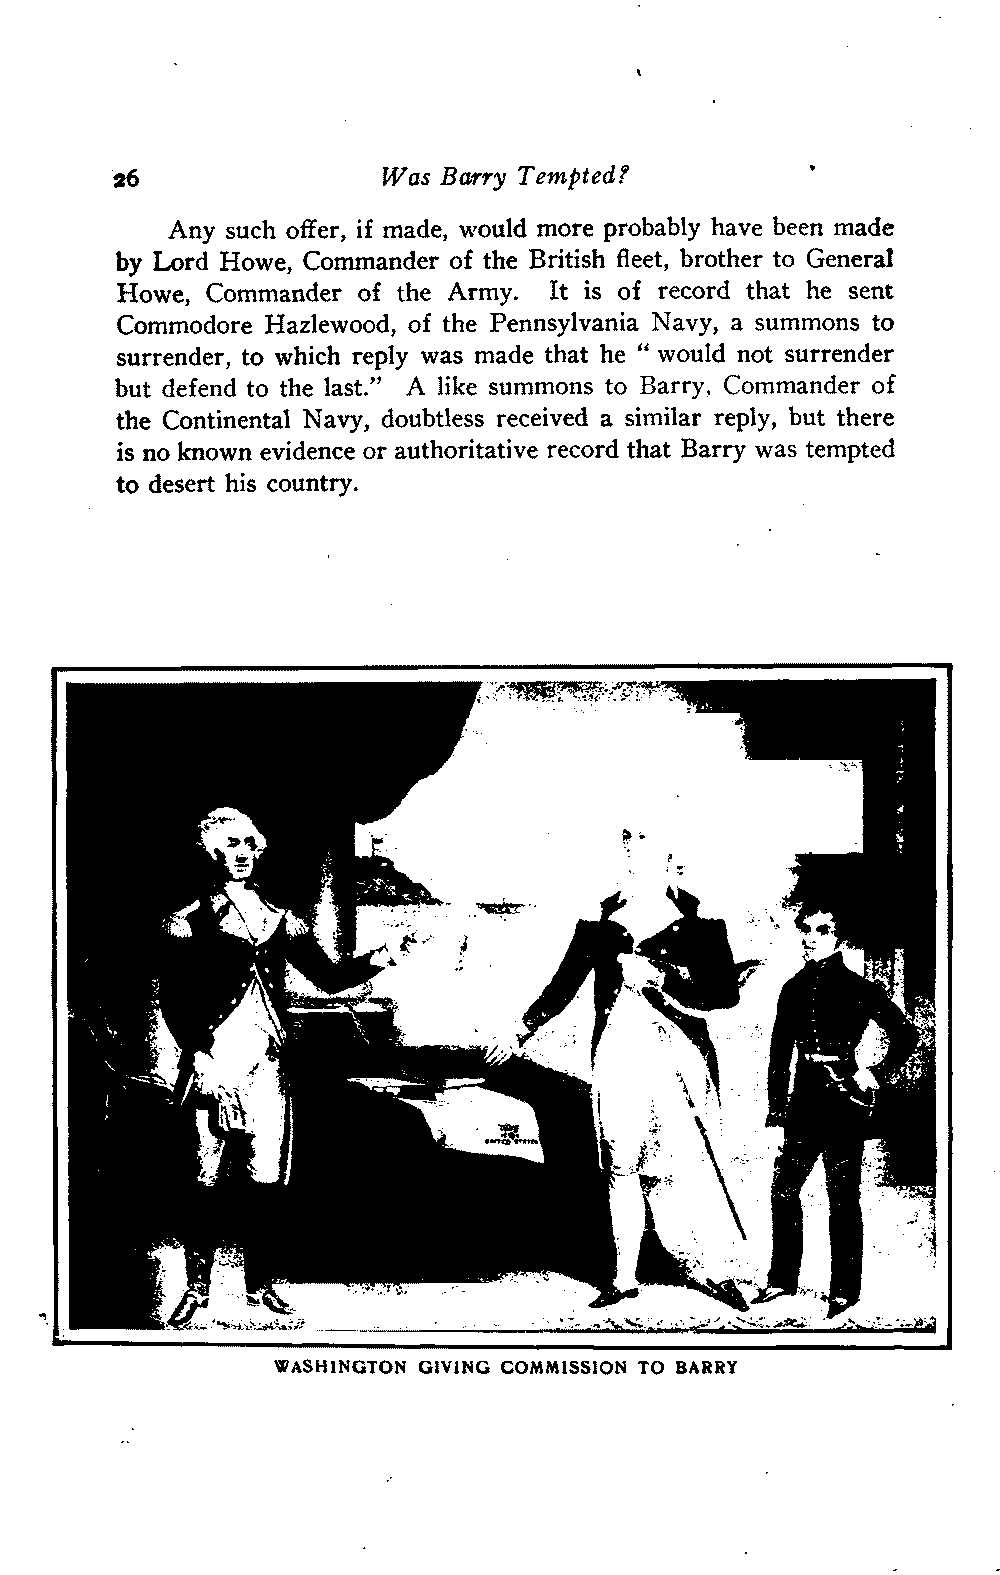 26 Was Barry Tempted?
Any such offer, if made, would more probably have been made
by Lord Howe, Commander of the British fleet, brother to General
Howe, Commander of the Army. It is of record that he sent
Commodore Hazlewood, of the Pennsylvania Navy, a summons to
surrender, to which reply was made that he “ would not surrender
but defend to the last.” A like summons to Barry, Commander of
the Continental Navy, doubtless received a similar reply, but there
is no known evidence or authoritative record that Barry was tempted
to desert his country.
UNITED STATES
WASHINGTON GIVING COMMISSION TO BARRY